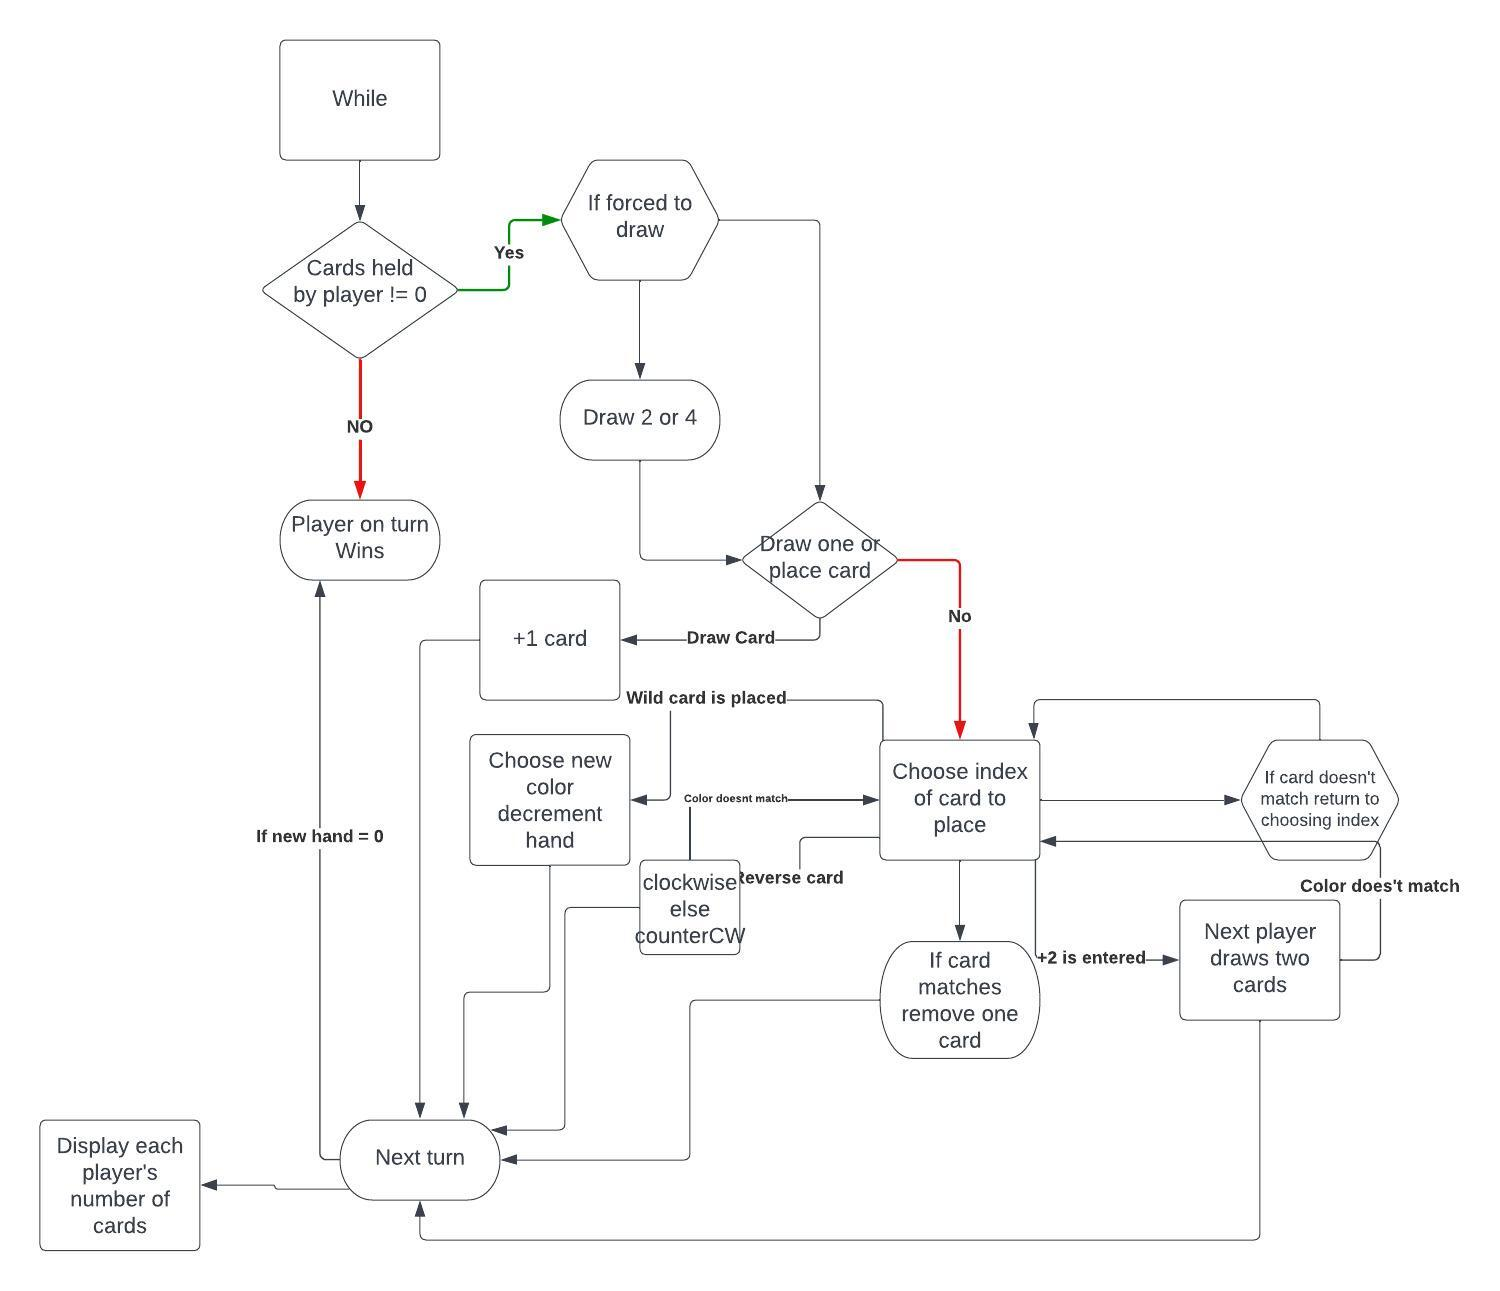 While
If forced to
draw
Yes
Cards held
by player != 0
NO
Draw 2 or 4
Player on turn
Wins
Draw one or
place card
No
+1 card
Draw Card
Wild card is placed
Choose new
color
decrement
hand
Color doesnt match
Choose index
of card to
place
If card doesn't
match return to
choosing index
If new hand = 0
clockwise
else
counterCW
Reverse card
Color does't match
If card
matches
remove one
card
+2 is entered
Next player
draws two
cards
Display each
player's
number of
cards
Next turn